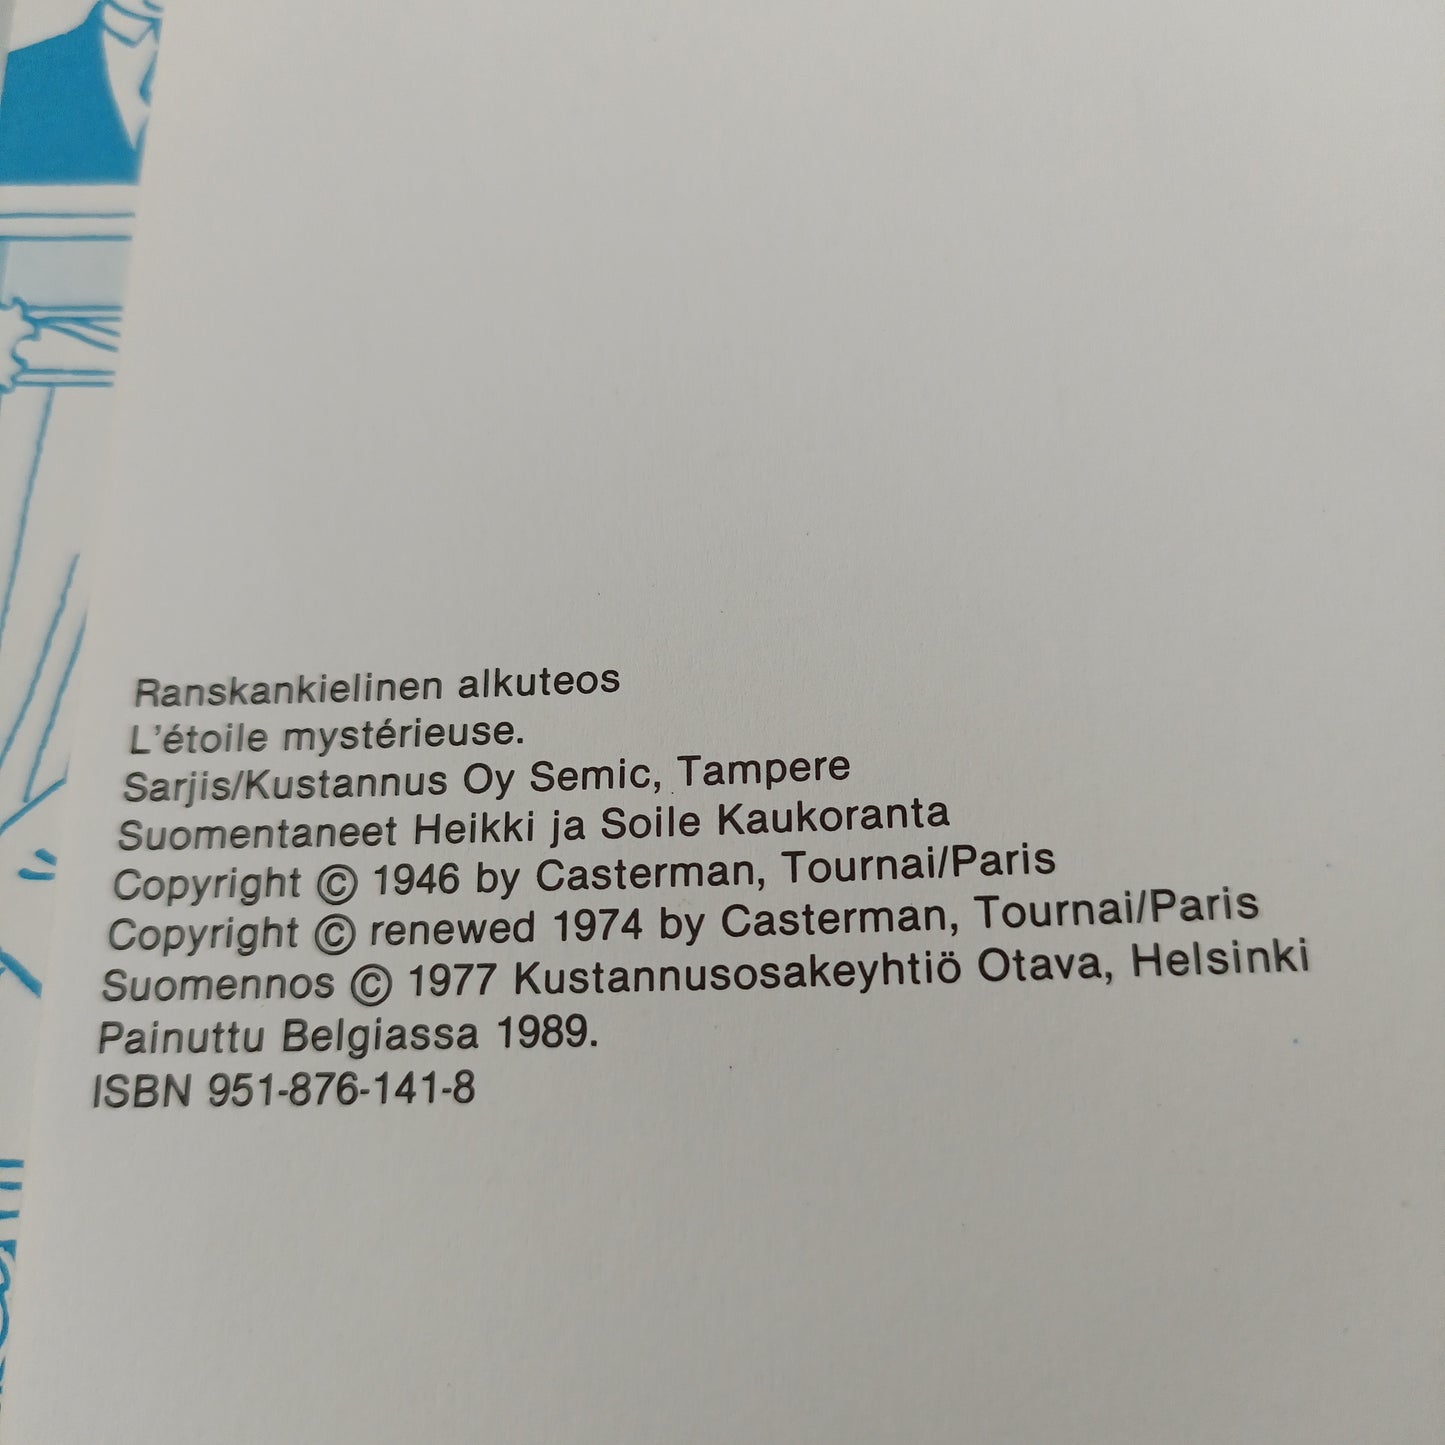 Ranskankielinen alkuteos
L'étoile mystérieuse.
Sarjis/Kustannus Oy Semic, Tampere
Suomentaneet Heikki ja Soile Kaukoranta
Copyright © 1946 by Casterman, Tournai/Paris
Copyright © renewed 1974 by Casterman, Tournai/Paris
Suomennos © 1977 Kustannusosakeyhtiö Otava, Helsinki
Painuttu Belgiassa 1989.
ISBN 951-876-141-8